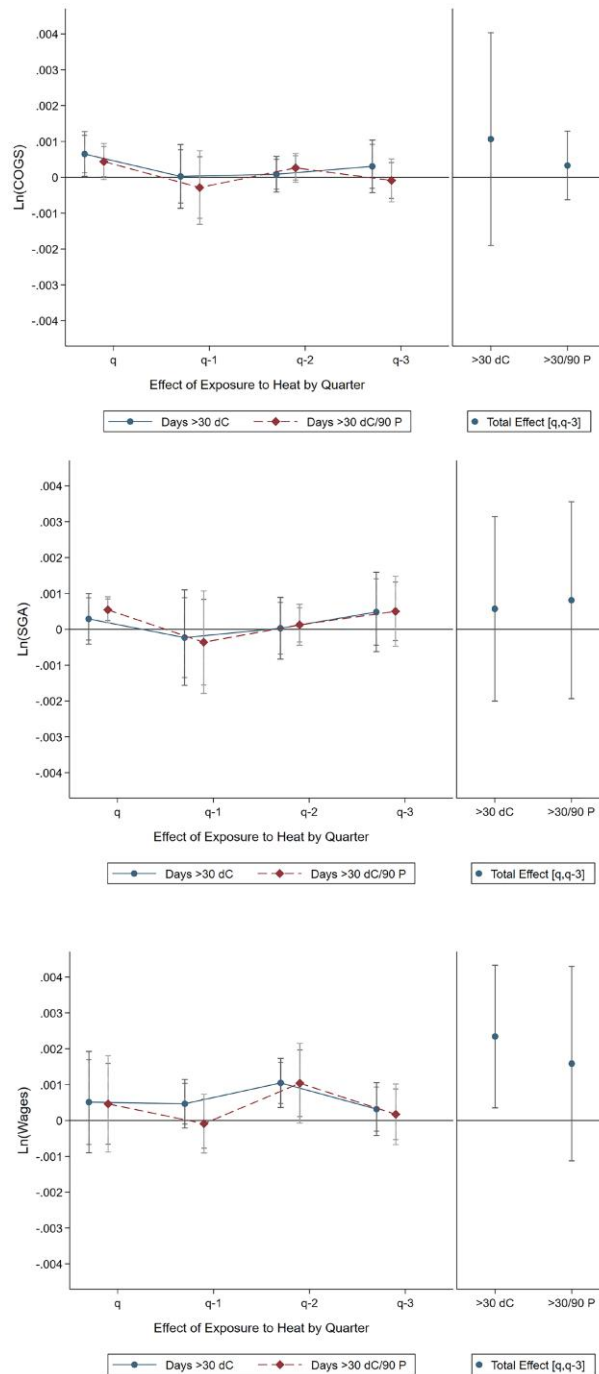 .004
.003
.002
.001
0
-.001
-.002
-.003
-.004
Ln(COGS)
q q-1 q-2 q-3 >30 dC >30/90 P
Effect of Exposure to Heat by Quarter
Days >30 dC Days >30 dC/90 P Total Effect [q,q-3]
.004
.003
.002
.001
0
-.001
-.002
-.003
-.004
Ln(SGA)
q q-1 q-2 q-3 >30 dC >30/90 P
Effect of Exposure to Heat by Quarter
Days >30 dC Days >30 dC/90 P Total Effect [q,q-3]
.004
.003
.002
.001
0
-.001
-.002
-.003
-.004
Ln(Wages)
q q-1 q-2 q-3 >30 dC >30/90 P
Effect of Exposure to Heat by Quarter
Days >30 dC Days >30 dC/90 P Total Effect [q,q-3]